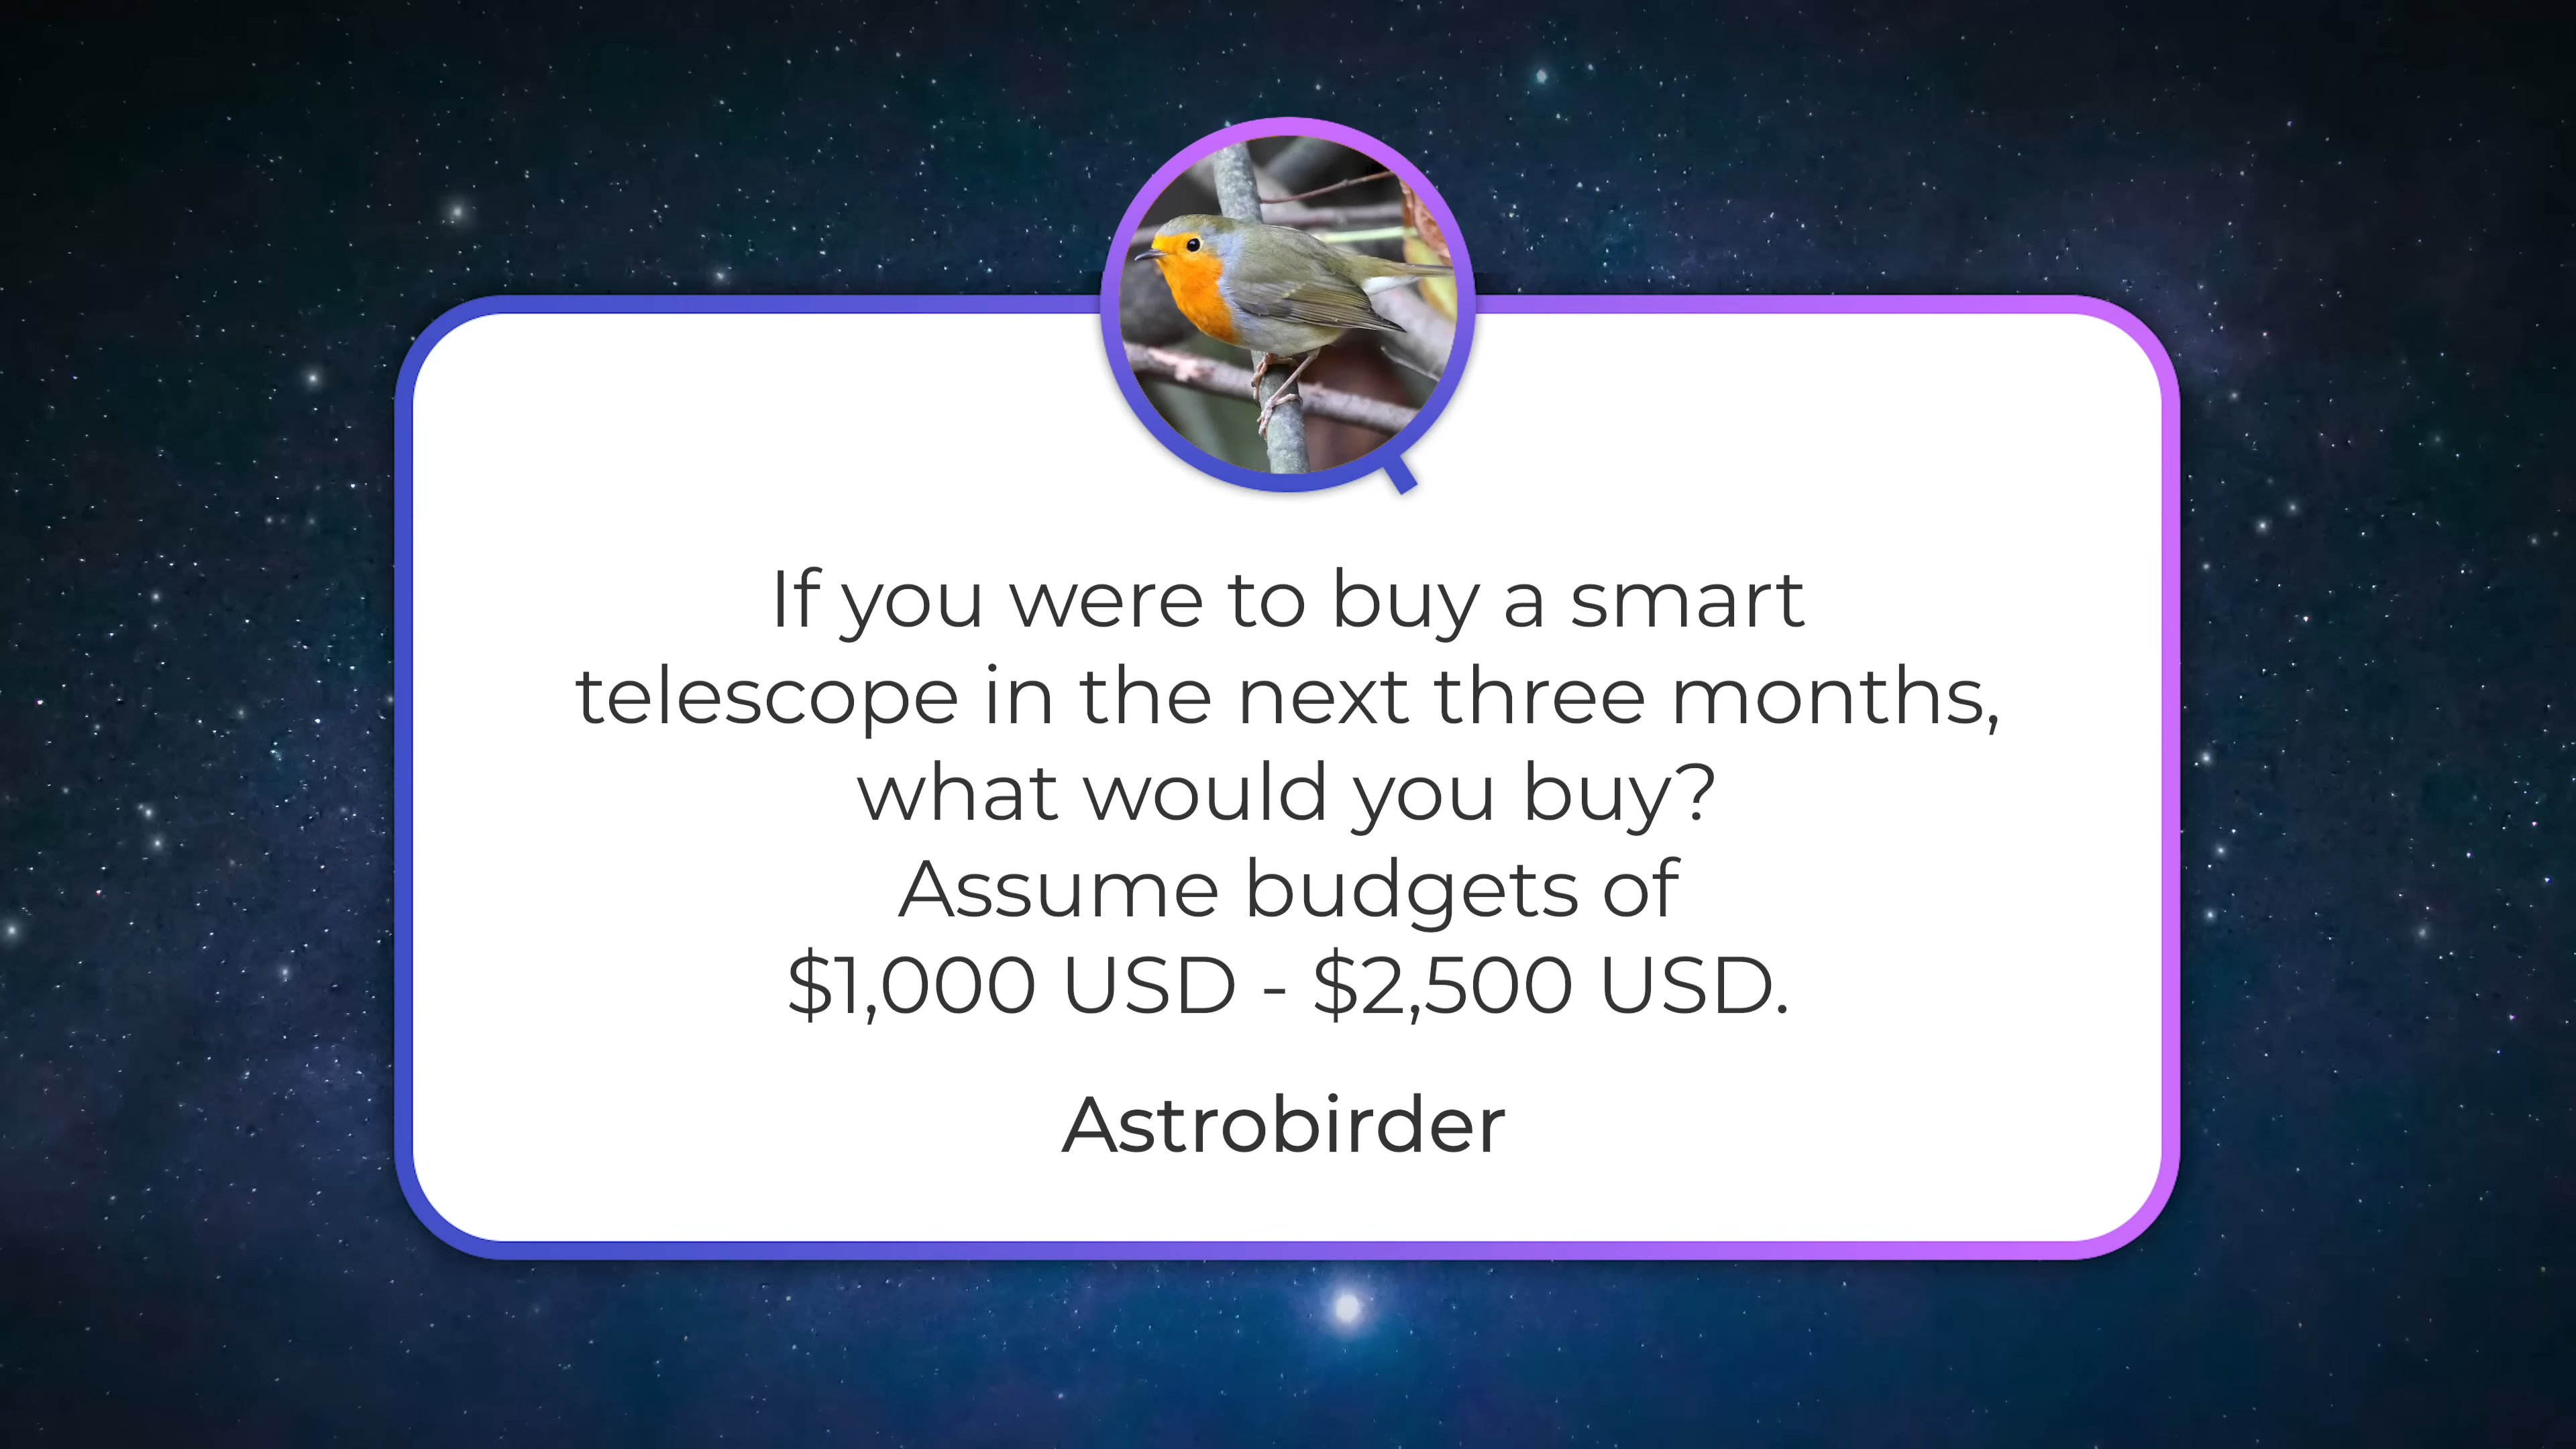 If you were to buy a smart
telescope in the next three months,
what would you buy?
Assume budgets of
$1,000 USD - $2,500 USD.
Astrobirder